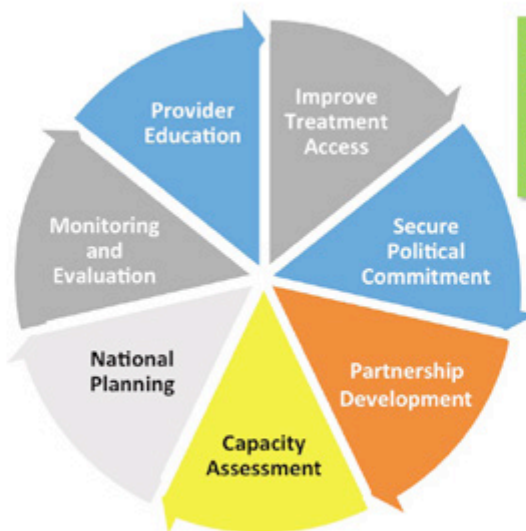 Improve
Treatment
Access
Secure
Political
Commitment
Partnership
Development
Capacity
Assessment
National
Planning
Monitoring
and
Evaluation
Provider
Education